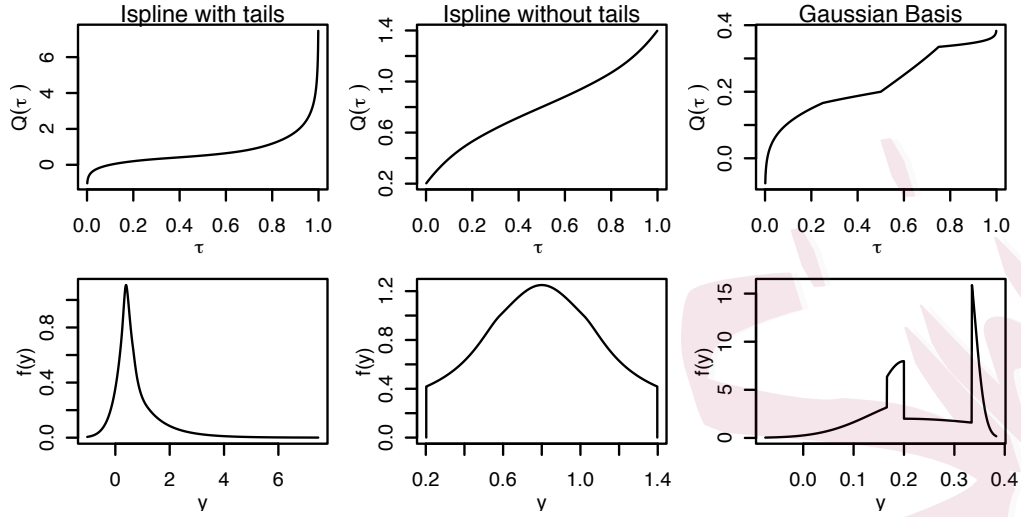 Ispline with tails
Q(τ )
0 2 4 6
0.0 0.2 0.4 0.6 0.8 1.0
τ
Ispline without tails
Q(τ )
0.2 0.6 1.0 1.4
0.0 0.2 0.4 0.6 0.8 1.0
τ
Gaussian Basis
Q(τ )
0.0 0.2 0.4
0.0 0.2 0.4 0.6 0.8 1.0
τ
f(y)
0.0 0.4 0.8
0 2 4 6
y
f(y)
0.0 0.4 0.8 1.2
0.2 0.6 1.0 1.4
y
f(y)
0 5 10 15
0.0 0.1 0.2 0.3 0.4
y